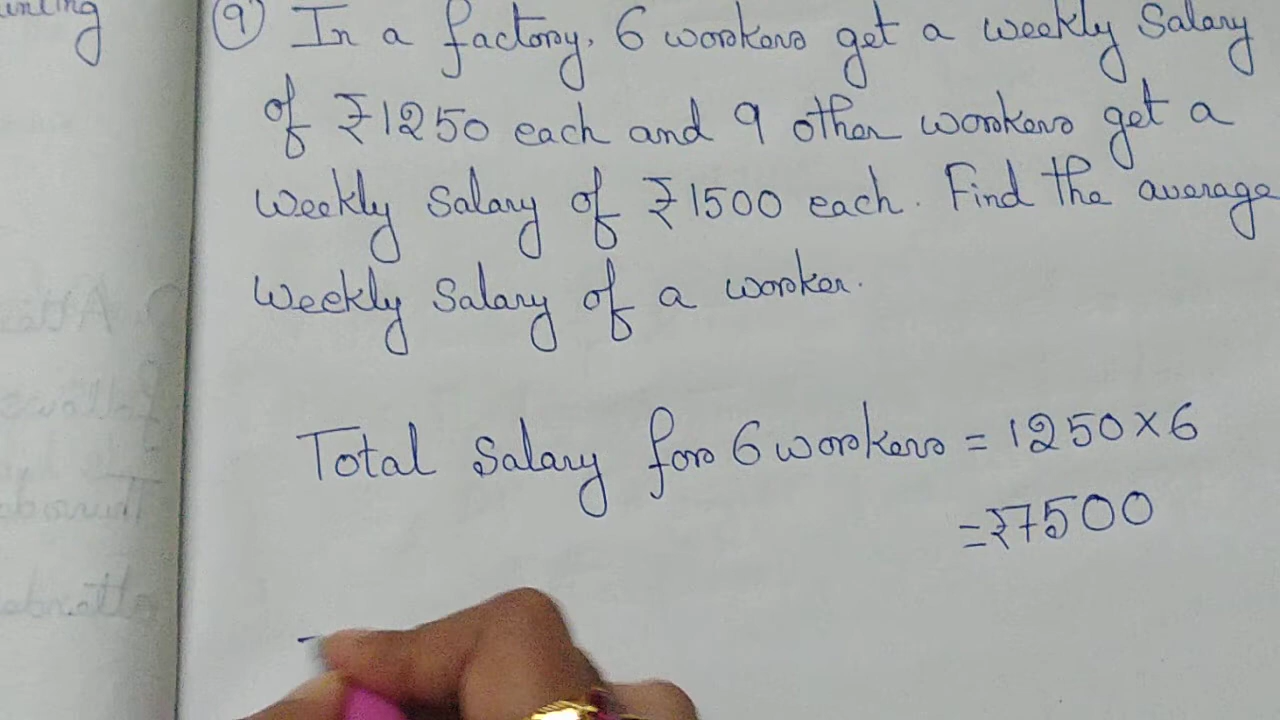 9 In a factory, 6 workers get a weekly Salary
of ₹1250 each and 9 other workers get a
Weekly Salary of ₹1500 each. Find the average
Weekly Salary of a worker.
Total Salary for 6 workers = 1250×6
=₹7500